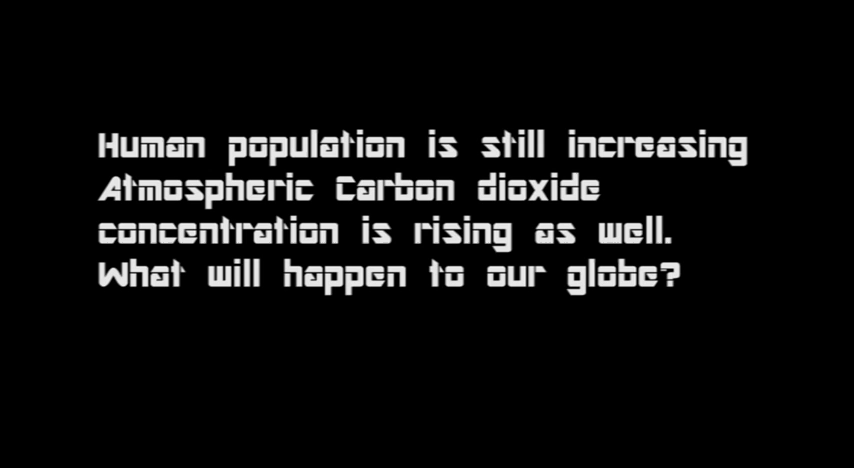 Human population is still increasing
Atmospheric Carbon dioxide
concentration is rising as well.
What will happen to our globe?